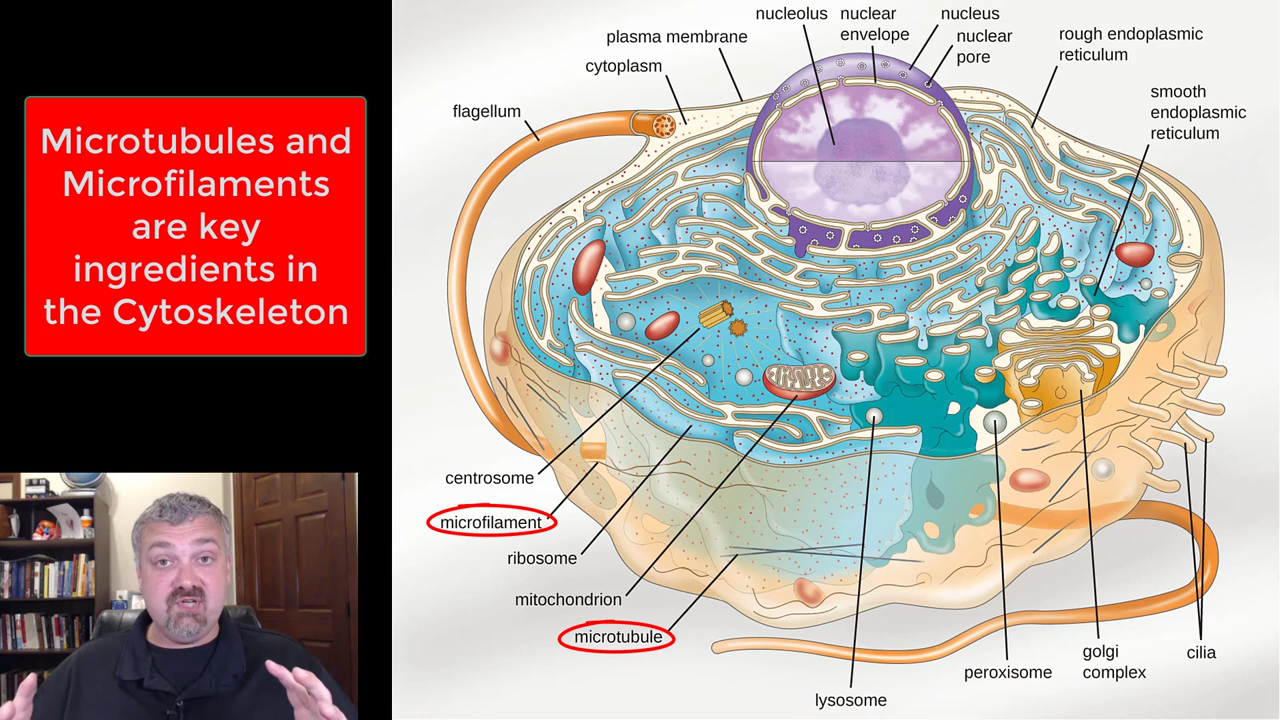 Microtubules and
Microfilaments
are key
ingredients in
the Cytoskeleton
nucleolus
nuclear
envelope
nucleus
nuclear
pore
plasma membrane
cytoplasm
flagellum
rough endoplasmic
reticulum
smooth
endoplasmic
reticulum
centrosome
microfilament
ribosome
mitochondrion
microtubule
lysosome
peroxisome
golgi
complex
cilia